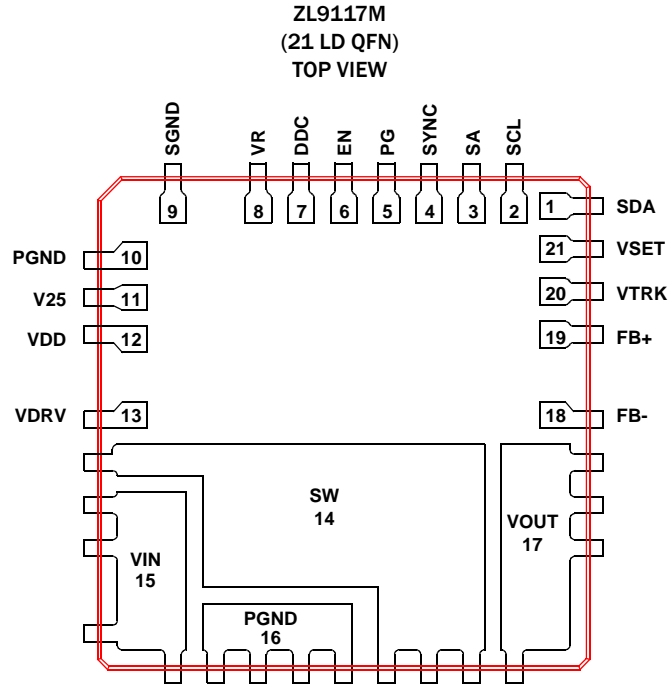 ZL9117M
(21 LD QFN)
TOP VIEW
SGND
VR
DDC
EN
PG
SYNC
SA
SCL
9
8
7
6
5
4
3
2
1 SDA
21 VSET
20 VTRK
19 FB+
18 FB-
PGND 10
V25 11
VDD 12
VDRV 13
SW
14
VOUT
17
VIN
15
PGND
16